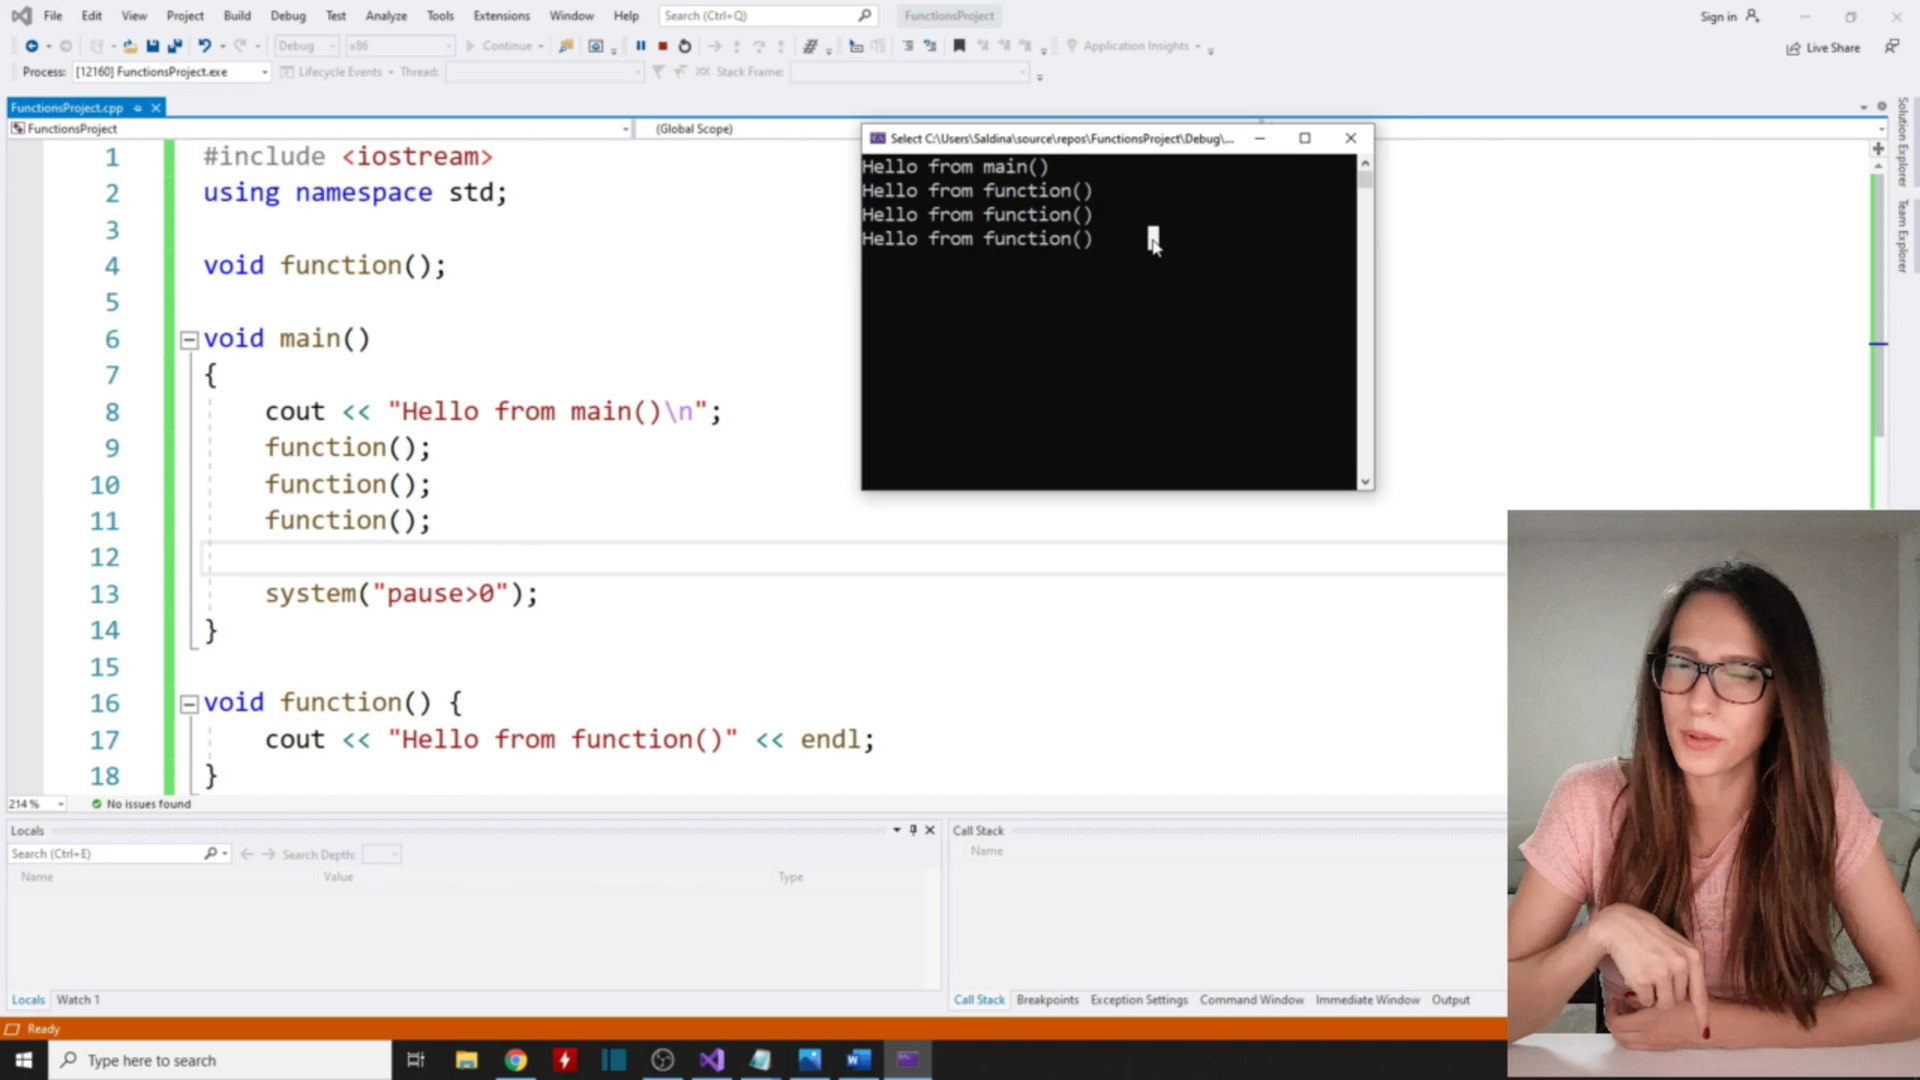 File Edit View Project Build Debug Test Analyze Tools Extensions Window Help Search (Ctrl+Q) FunctionsProject Sign in
Debug x86 Continue Application Insights Live Share
Process: [12160] FunctionsProject.exe Lifecycle Events Thread: Stack Frame:
FunctionsProject.cpp
FunctionsProject (Global Scope)
Solution Explorer
Team Explorer
1 #include <iostream>
2 using namespace std;
3
4 void function();
5
6 void main()
7 {
8 cout << "Hello from main()\n";
9 function();
10 function();
11 function();
12
13 system("pause>0");
14 }
15
16 void function() {
17 cout << "Hello from function()" << endl;
18 }
Select C:\Users\Saldina\source\repos\FunctionsProject\Debug\...
Hello from main()
Hello from function()
Hello from function()
Hello from function()
214 % No issues found
Locals
Search (Ctrl+E) Search Depth:
Name Value Type
Locals Watch 1
Call Stack
Name
Call Stack Breakpoints Exception Settings Command Window Immediate Window Output
Ready
Type here to search